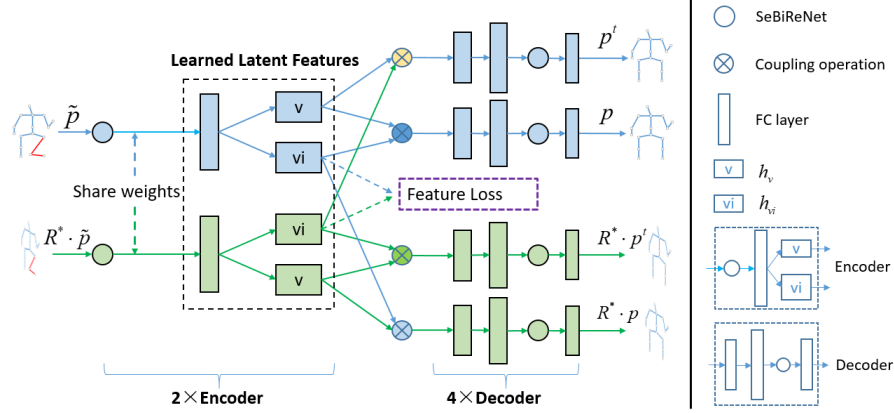 Learned Latent Features
p̃
v
vi
Share weights
R* · p̃
vi
v
Feature Loss
p^t
p
R* · p^t
R* · p
2×Encoder
4×Decoder
SeBiReNet
Coupling operation
FC layer
v h_v
vi h_vi
v
vi
Encoder
Decoder